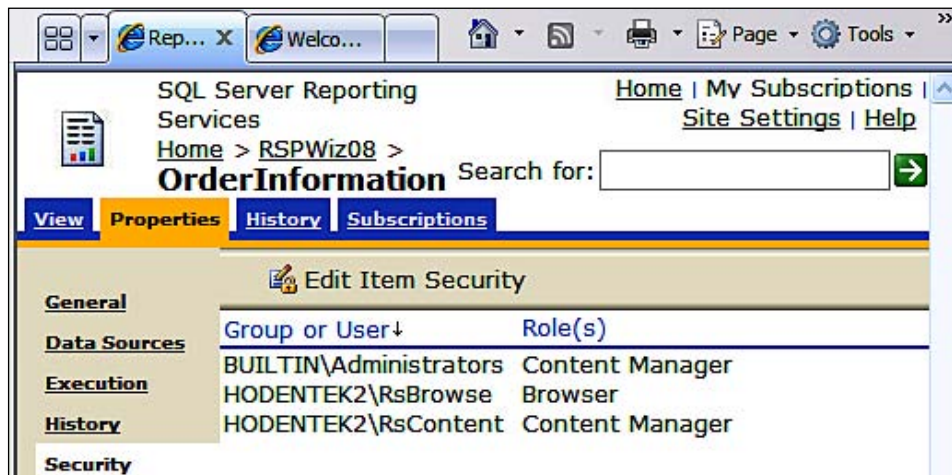 Rep... X Welco... Page Tools »
SQL Server Reporting Services
Home | My Subscriptions |
Site Settings | Help
Home > RSPWiz08 >
OrderInformation
Search for:
View Properties History Subscriptions
Edit Item Security
General
Data Sources
Execution
History
Security
Group or User↓ Role(s)
BUILTIN\Administrators Content Manager
HODENTEK2\RsBrowse Browser
HODENTEK2\RsContent Content Manager